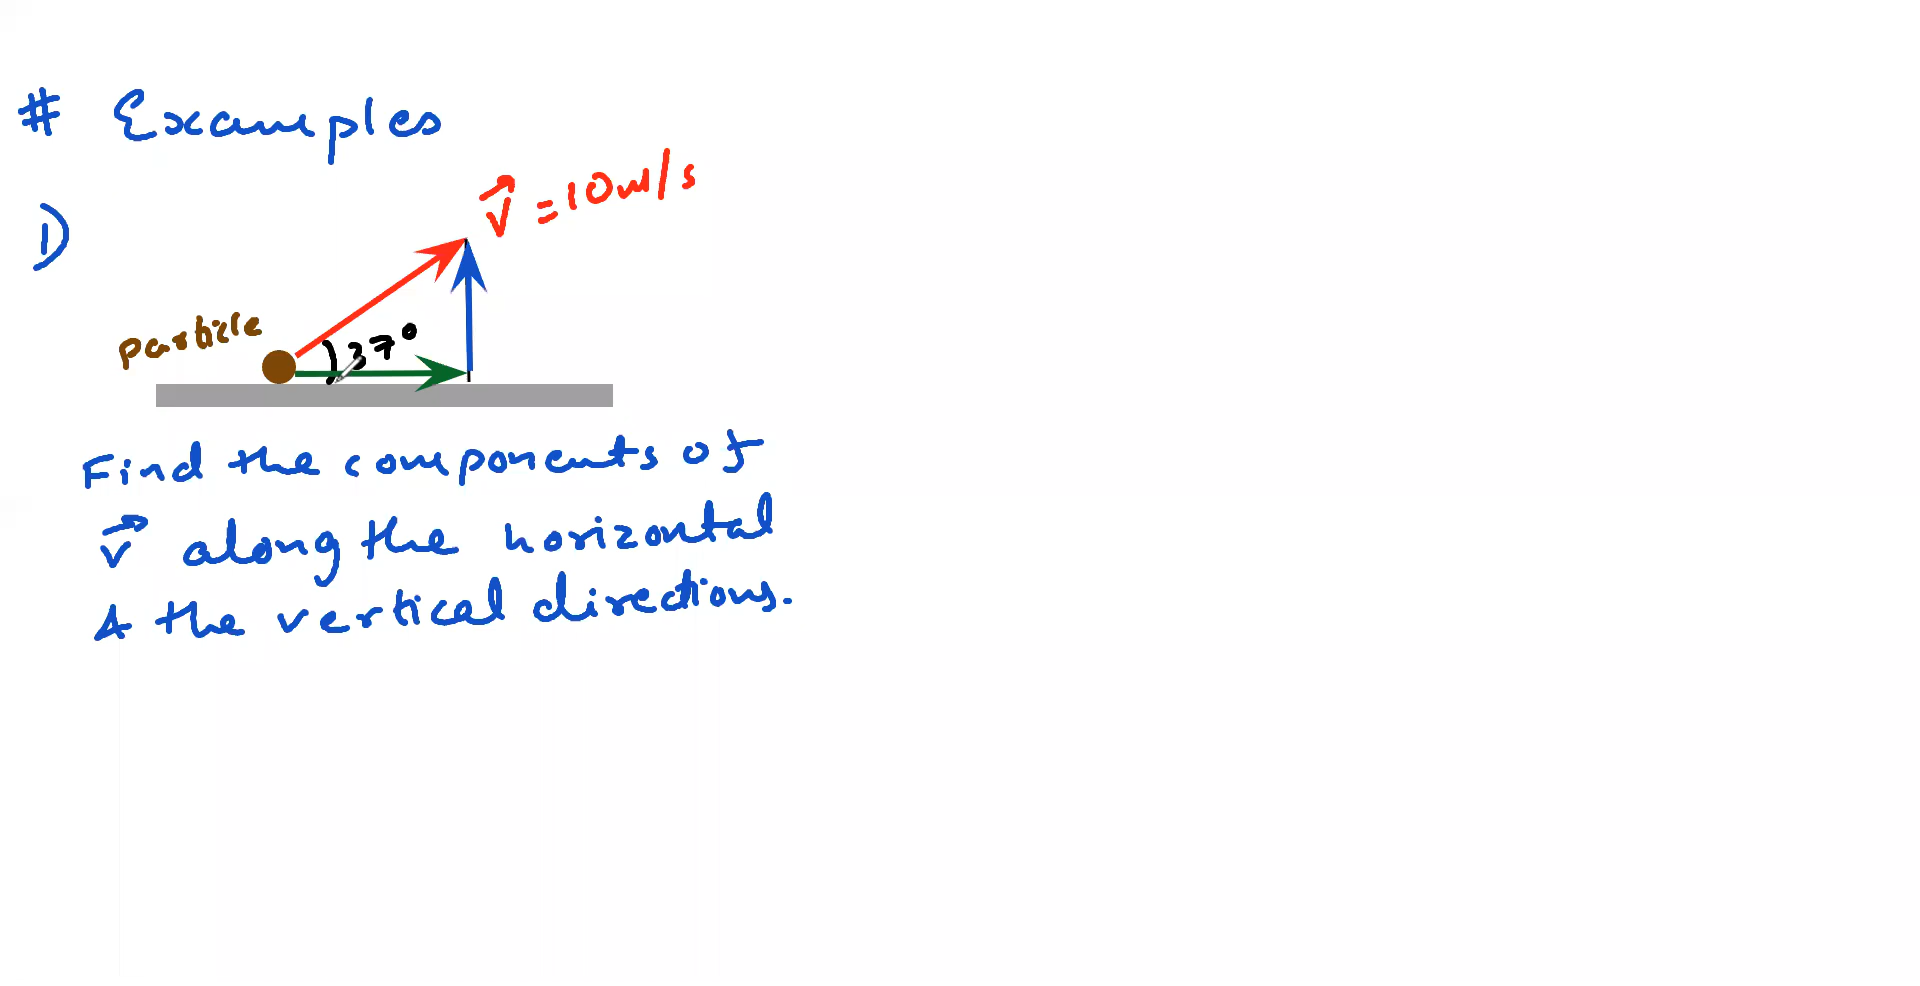 # Examples
1)
v⃗ = 10m/s
particle
37°
Find the components of
v⃗ along the horizontal
& the vertical directions.